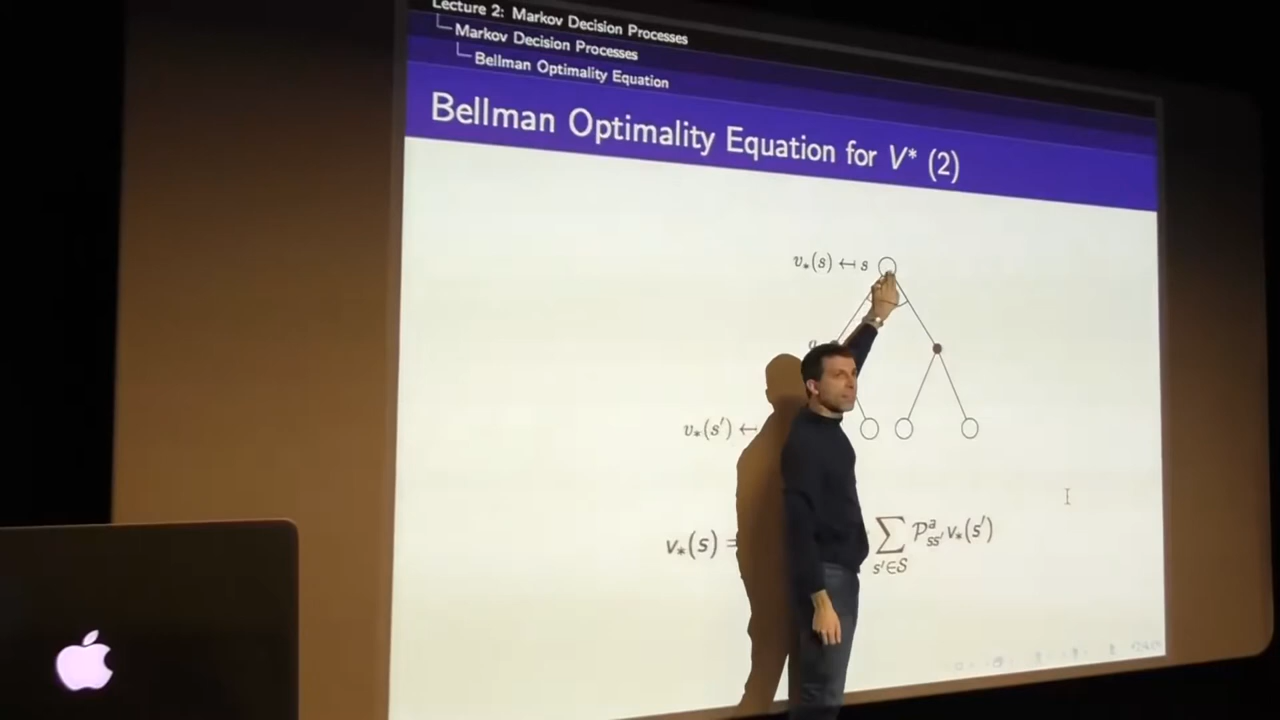 Lecture 2: Markov Decision Processes
Markov Decision Processes
Bellman Optimality Equation
Bellman Optimality Equation for V* (2)
v∗(s) ↤ s
v∗(s′) ↤
v∗(s) =
∑ s′∈S P^a_ss′ v∗(s′)